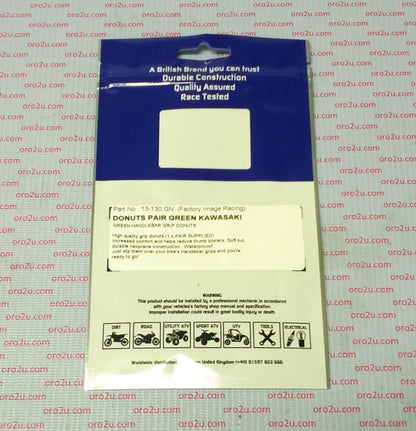 A British Brand you can trust
Durable Construction
Quality Assured
Race Tested
Part No. 13-130.GN (Factory Image Racing)
DONUTS PAIR GREEN KAWASAKI
GREEN HANDLEBAR GRIP DONUTS
High quality grip donuts (1 x PAIR SUPPLIED)
Increased comfort and helps reduce thumb blisters. Soft but
durable neoprene construction. Waterproof.
Just slip them over your bike's handlebar grips and you're
ready to go!
WARNING
This product should be installed by a professional mechanic in accordance
with your vehicle's factory shop manual and specification.
Improper installation could result in great bodily injury or death.
DIRT ROAD UTILITY ATV SPORT ATV UTV TOOLS ELECTRICAL
Worldwide United Kingdom (+44) 01597 822 666
oro2u.com